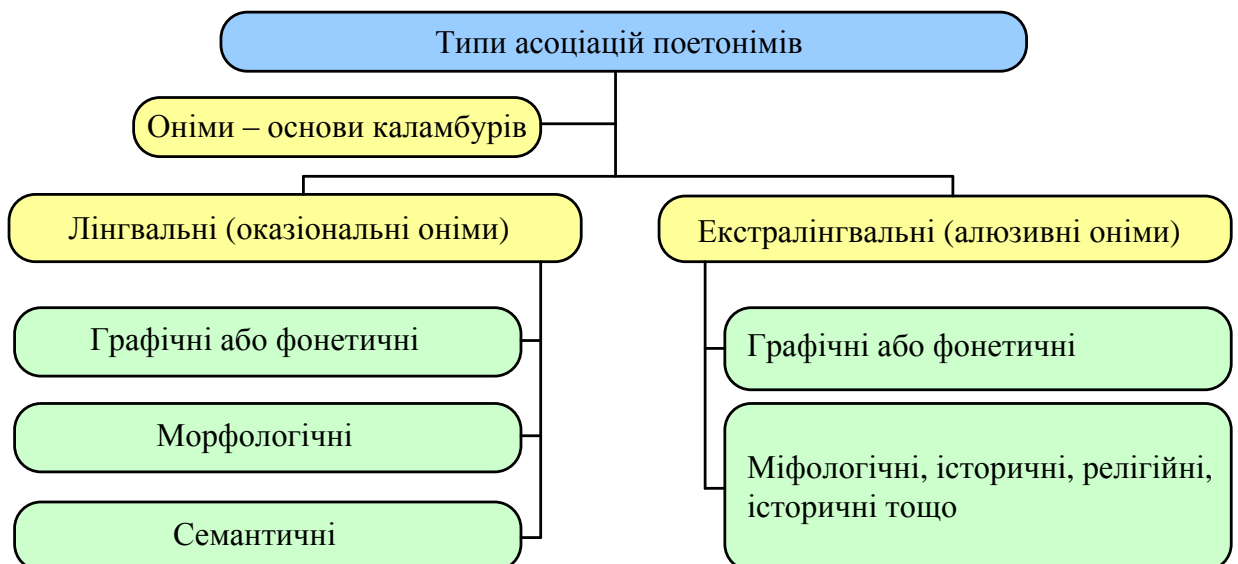 Типи асоціацій поетонімів
Оніми – основи каламбурів
Лінгвальні (оказіональні оніми)
Графічні або фонетичні
Морфологічні
Семантичні
Екстралінгвальні (алюзивні оніми)
Графічні або фонетичні
Міфологічні, історичні, релігійні,
історичні тощо